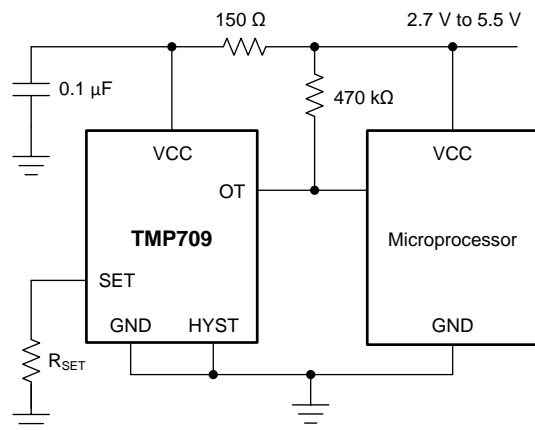 150 Ω
2.7 V to 5.5 V
0.1 µF
470 kΩ
VCC
VCC
OT
TMP709
Microprocessor
SET
GND
HYST
GND
RSET